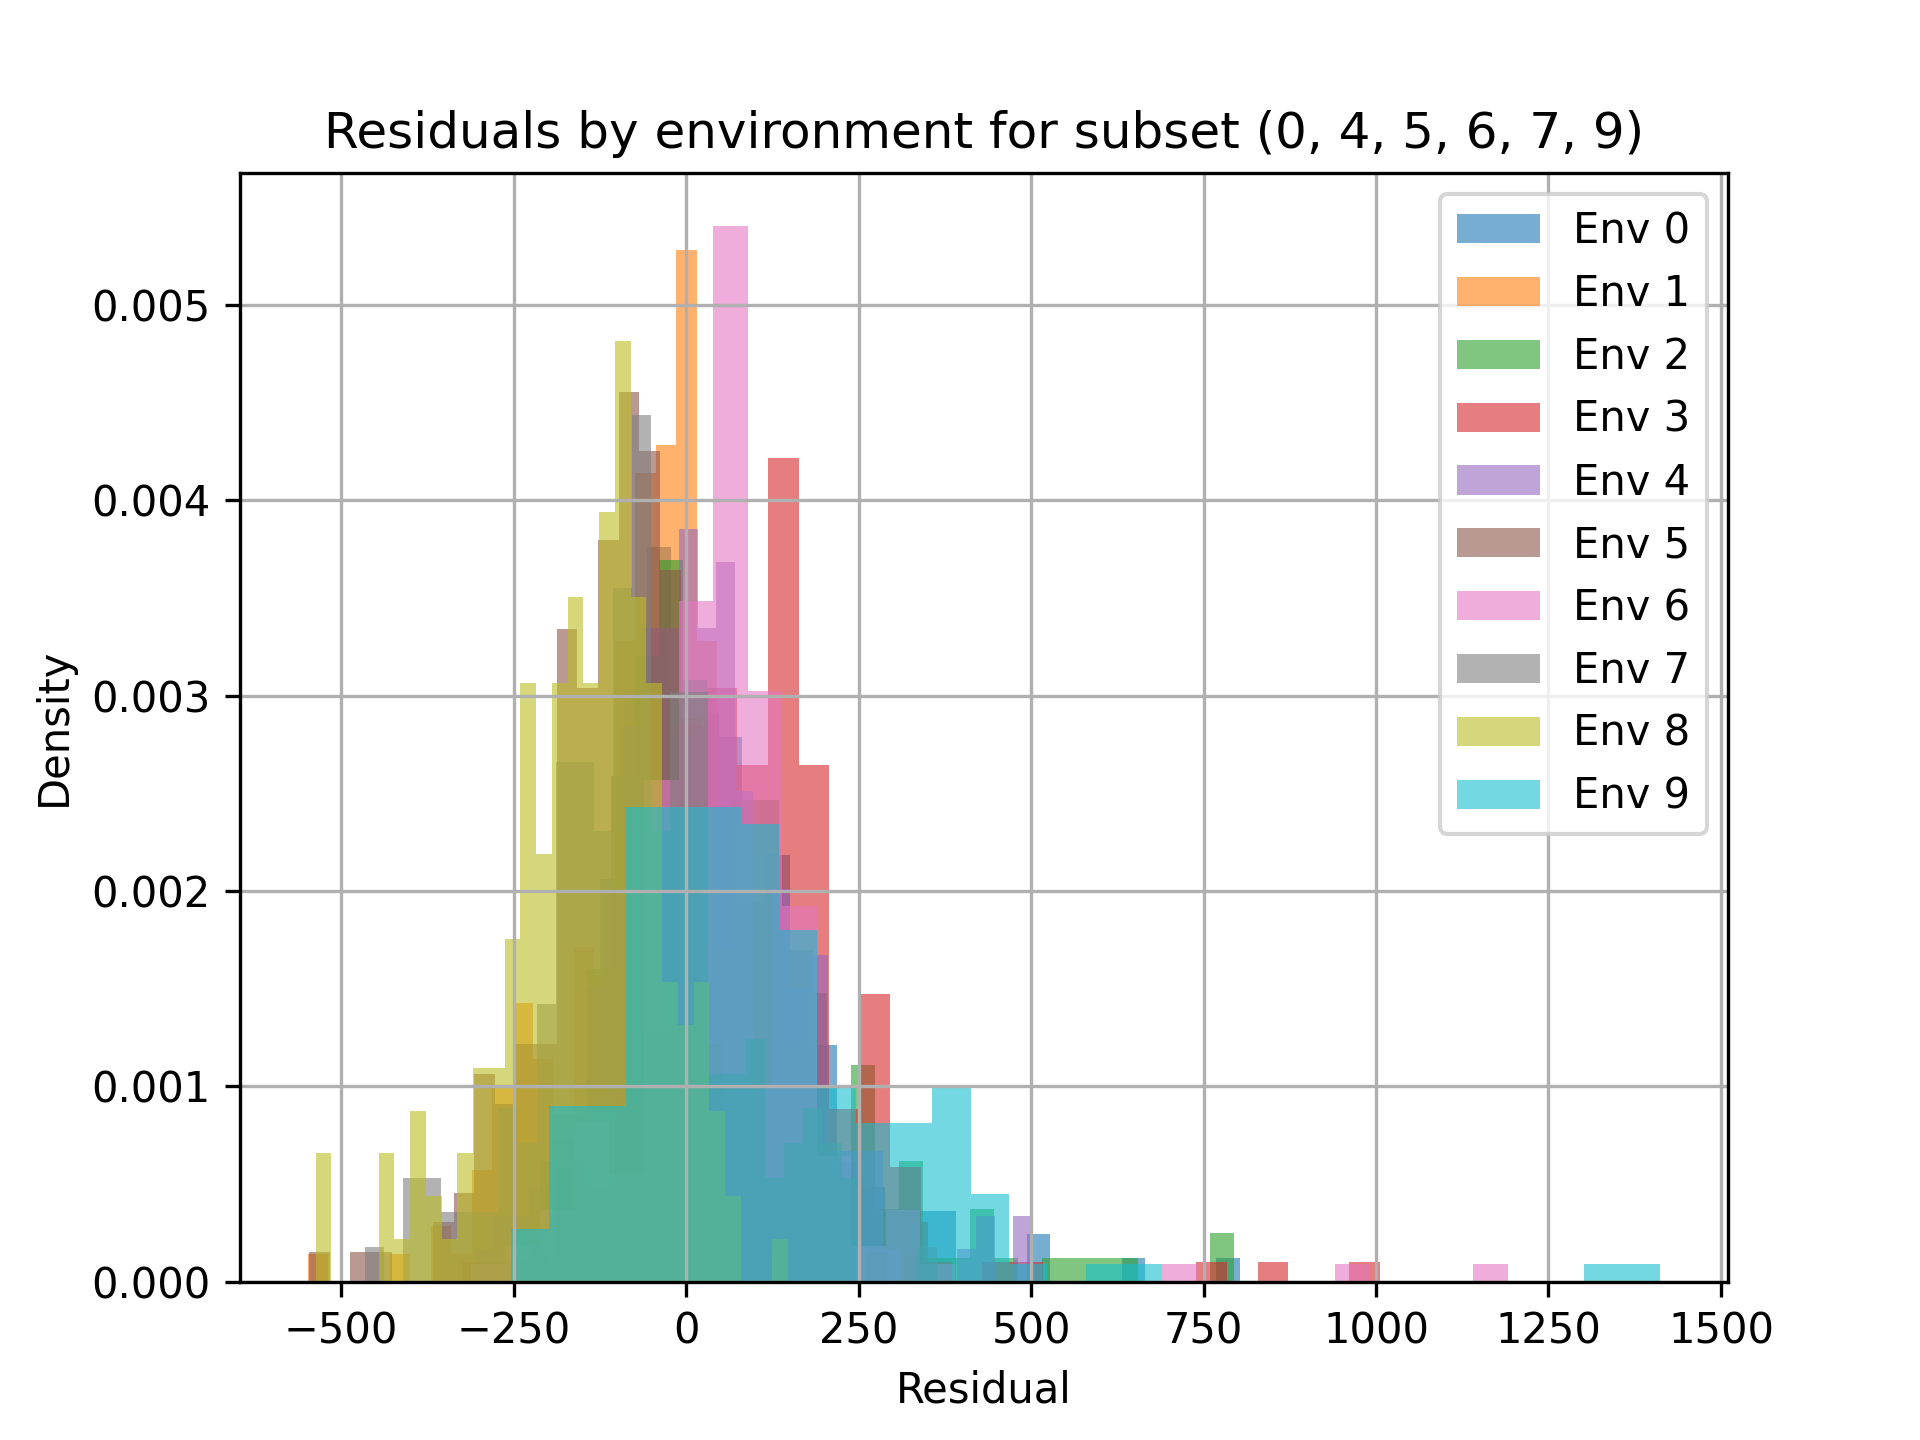 Residuals by environment for subset (0, 4, 5, 6, 7, 9)
Env 0
Env 1
Env 2
Env 3
Env 4
Env 5
Env 6
Env 7
Env 8
Env 9
Density
0.005
0.004
0.003
0.002
0.001
0.000
−500 −250 0 250 500 750 1000 1250 1500
Residual